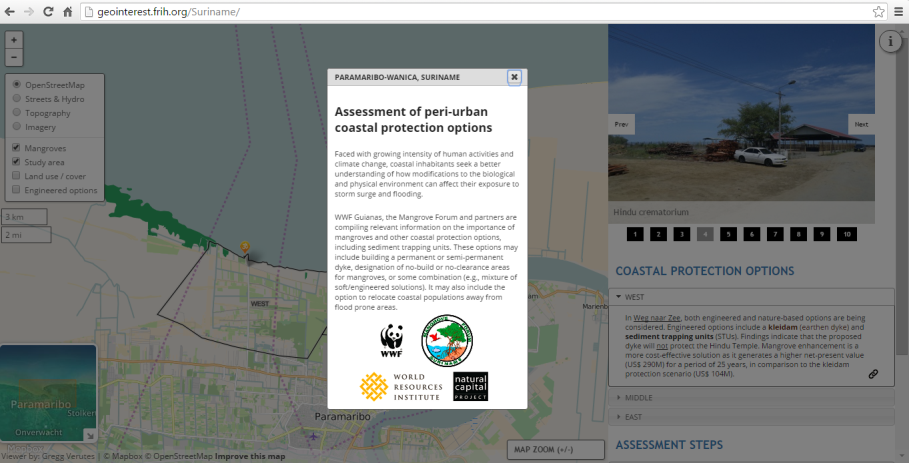 geointerest.frih.org/Suriname/
+
−
OpenStreetMap
Streets & Hydro
Topography
Imagery
Mangroves
Study area
Land use / cover
Engineered options
3 km
2 mi
WEST
Paramaribo
Stolken
Onverwacht
Paramaribo
Viewer by: Gregg Verutes | © Mapbox © OpenStreetMap Improve this map
PARAMARIBO-WANICA, SURINAME
Assessment of peri-urban
coastal protection options
Faced with growing intensity of human activities and
climate change, coastal inhabitants seek a better
understanding of how modifications to the biological
and physical environment can affect their exposure to
storm surge and flooding.
WWF Guianas, the Mangrove Forum and partners are
compiling relevant information on the importance of
mangroves and other coastal protection options,
including sediment trapping units. These options may
include building a permanent or semi-permanent
dyke, designation of no-build or no-clearance areas
for mangroves, or some combination (e.g., mixture of
soft/engineered solutions). It may also include the
option to relocate coastal populations away from
flood prone areas.
WWF
MANGROVE FORUM
SURINAME
WORLD
RESOURCES
INSTITUTE
natural
capital
PROJECT
MAP ZOOM (+/-)
i
Prev
Next
Hindu crematorium
1 2 3 4 5 6 7 8 9 10
COASTAL PROTECTION OPTIONS
WEST
In Weg naar Zee, both engineered and nature-based options are being
considered. Engineered options include a kleidam (earthen dyke) and
sediment trapping units (STUs). Findings indicate that the proposed
dyke will not protect the Hindu Temple. Mangrove enhancement is a
more cost-effective solution as it generates a higher net-present value
(US$ 290M) for a period of 25 years, in comparison to the kleidam
protection scenario (US$ 104M).
MIDDLE
EAST
ASSESSMENT STEPS